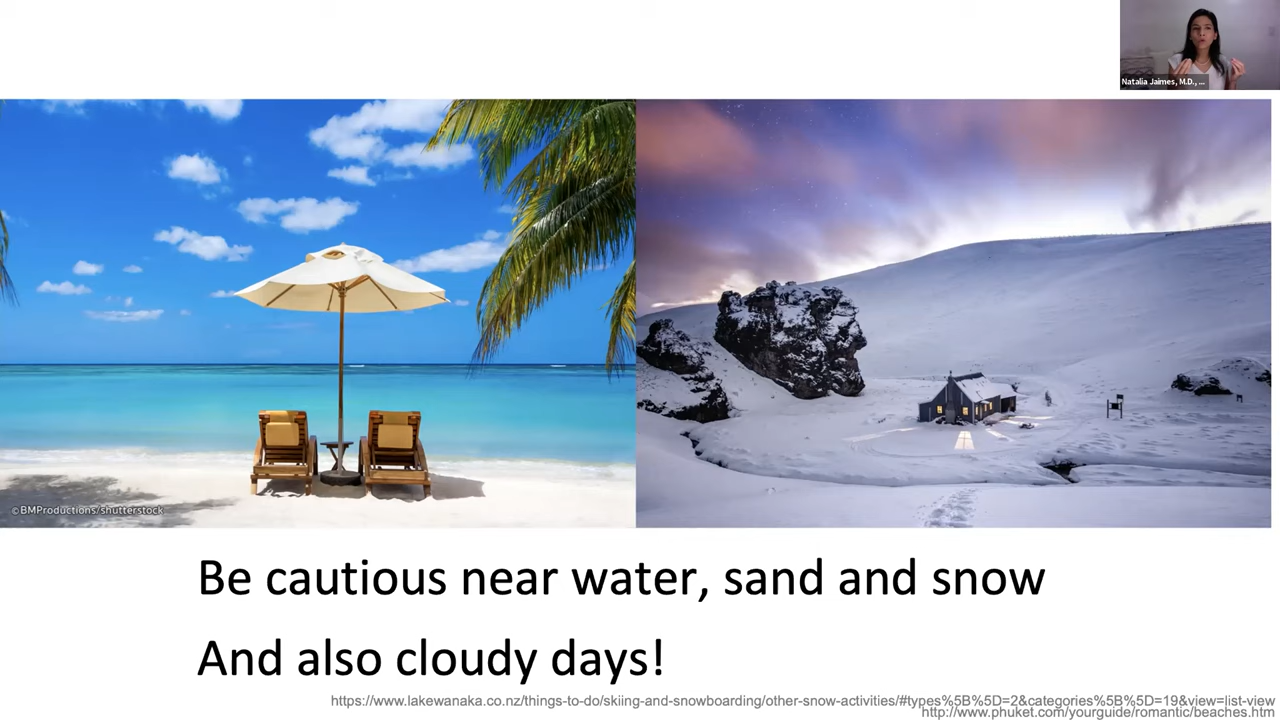 Natalia Jaimes, M.D., ...
©BMProductions/shutterstock
Be cautious near water, sand and snow
And also cloudy days!
https://www.lakewanaka.co.nz/things-to-do/skiing-and-snowboarding/other-snow-activities/#types%5B%5D=2&categories%5B%5D=19&view=list-view
http://www.phuket.com/yourguide/romantic/beaches.htm